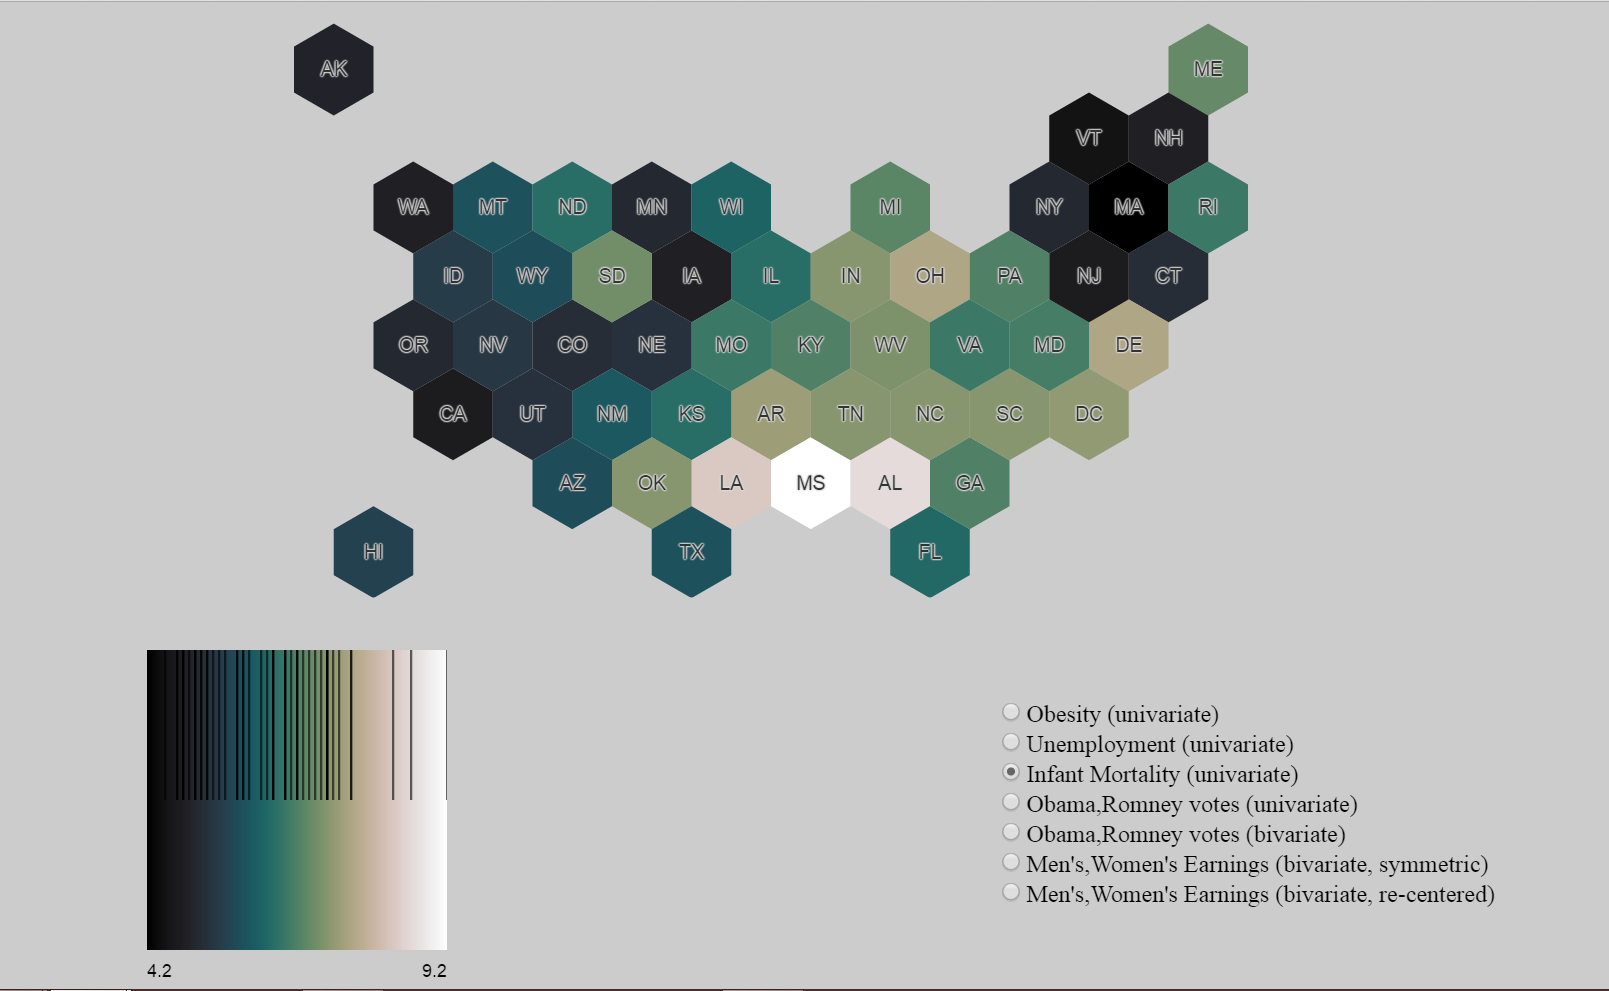 AK
ME
VT
NH
WA
MT
ND
MN
WI
MI
NY
MA
RI
ID
WY
SD
IA
IL
IN
OH
PA
NJ
CT
OR
NV
CO
NE
MO
KY
WV
VA
MD
DE
CA
UT
NM
KS
AR
TN
NC
SC
DC
AZ
OK
LA
MS
AL
GA
HI
TX
FL
Obesity (univariate)
Unemployment (univariate)
Infant Mortality (univariate)
Obama,Romney votes (univariate)
Obama,Romney votes (bivariate)
Men's,Women's Earnings (bivariate, symmetric)
Men's,Women's Earnings (bivariate, re-centered)
4.2
9.2